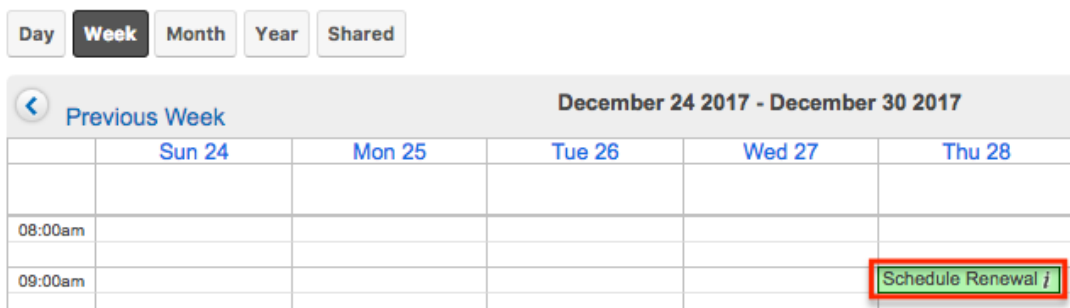 Day Week Month Year Shared
Previous Week December 24 2017 - December 30 2017
Sun 24 Mon 25 Tue 26 Wed 27 Thu 28
08:00am
09:00am Schedule Renewal i